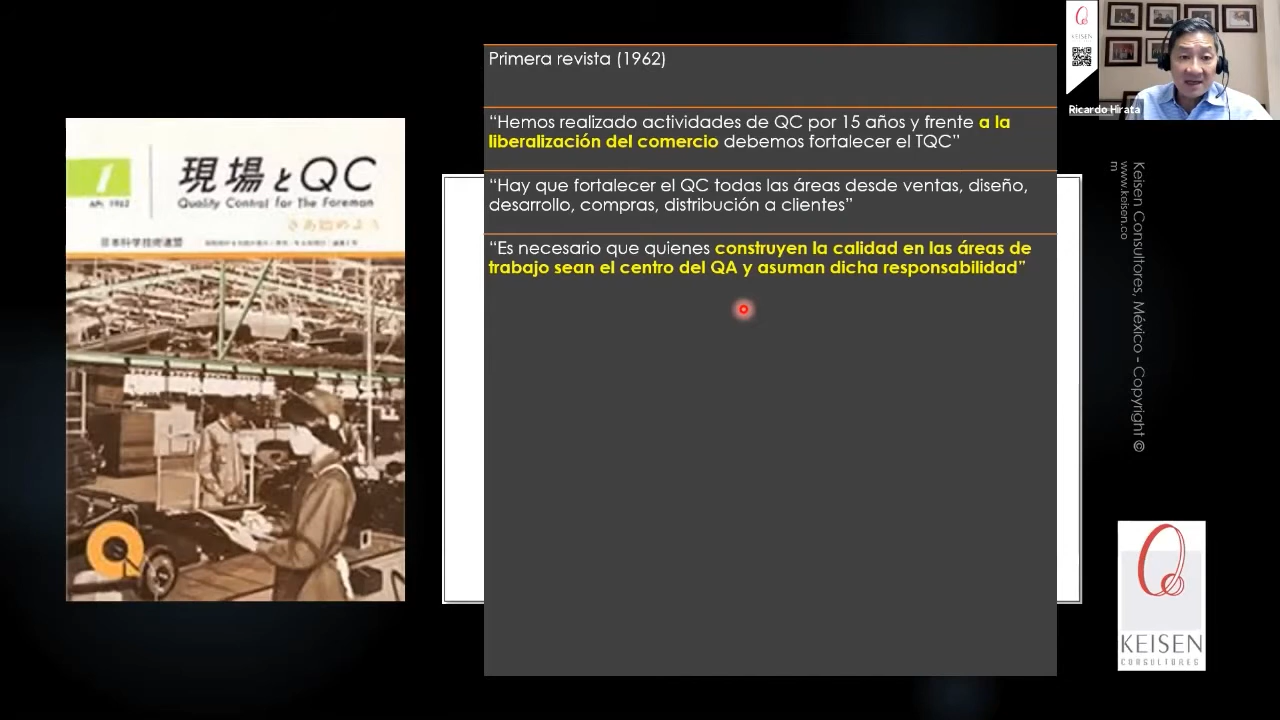 Primera revista (1962)
“Hemos realizado actividades de QC por 15 años y frente a la
liberalización del comercio debemos fortalecer el TQC”
“Hay que fortalecer el QC todas las áreas desde ventas, diseño,
desarrollo, compras, distribución a clientes”
“Es necesario que quienes construyen la calidad en las áreas de
trabajo sean el centro del QA y asuman dicha responsabilidad”
1
APR. 1962
現場とQC
Quality Control for The Foreman
日本科学技術連盟
KEISEN
Ricardo Hirata
Keisen Consultores, México - Copyright ©
www.keisen.co
m
KEISEN
CONSULTORES